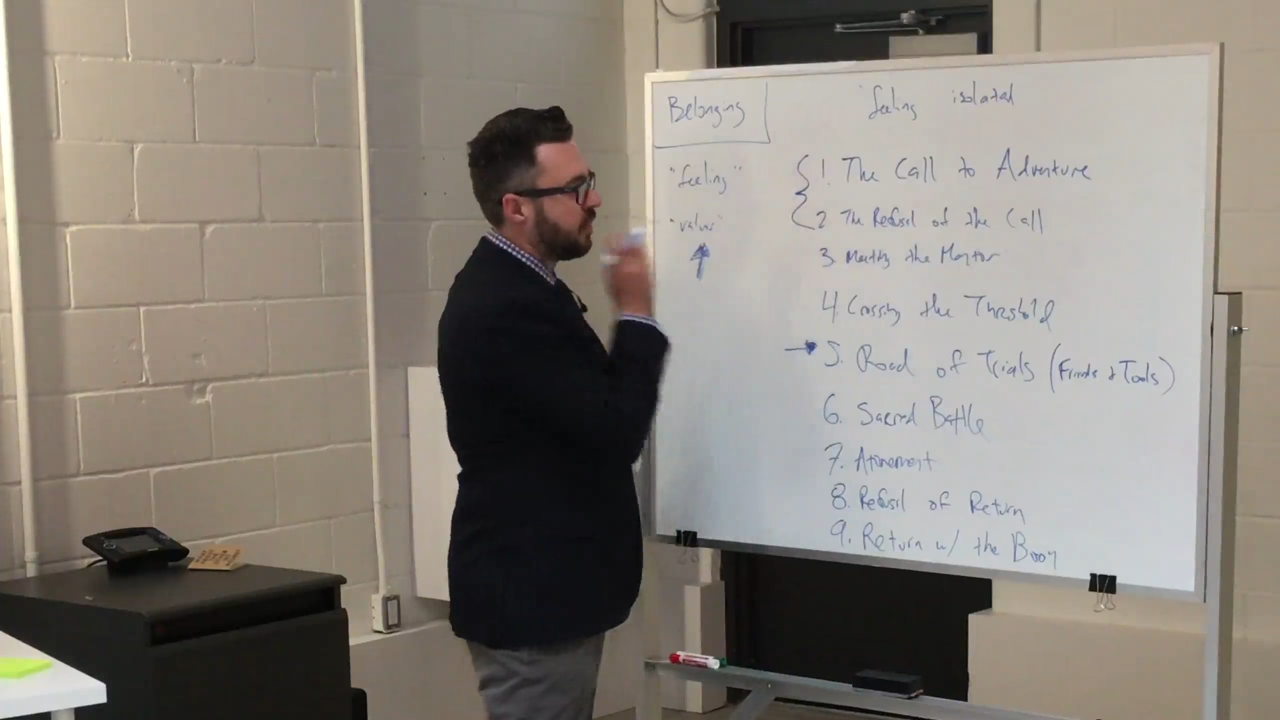 Belonging
"feeling"
"value"
feeling isolated
1. The Call to Adventure
2 The Refusal of the Call
3. Meeting the Mentor
4. Crossing the Threshold
5. Road of Trials (Friends + Tools)
6. Sacred Battle
7. Atonement
8. Refusal of Return
9. Return w/ the Boon